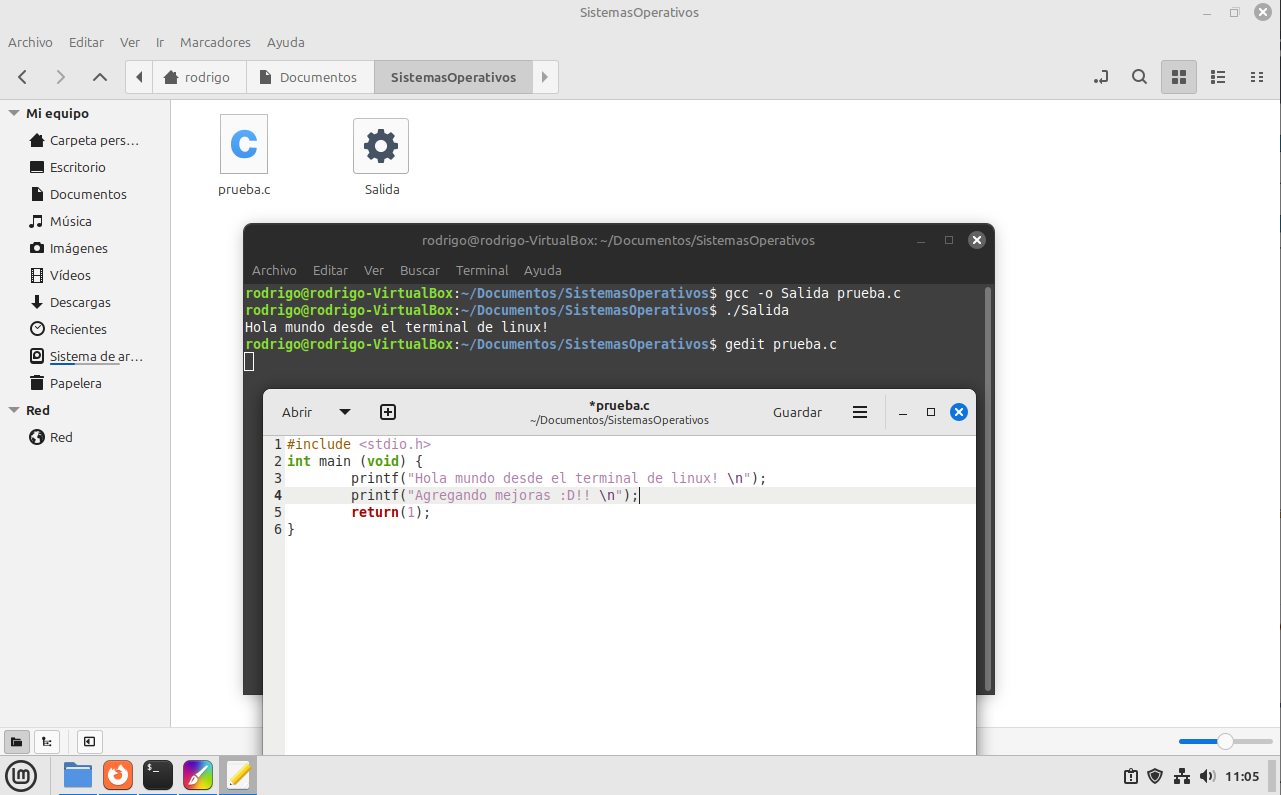 SistemasOperativos
Archivo Editar Ver Ir Marcadores Ayuda
rodrigo Documentos SistemasOperativos
Mi equipo
Carpeta pers...
Escritorio
Documentos
Música
Imágenes
Vídeos
Descargas
Recientes
Sistema de ar...
Papelera
Red
Red
C
prueba.c
Salida
rodrigo@rodrigo-VirtualBox: ~/Documentos/SistemasOperativos
Archivo Editar Ver Buscar Terminal Ayuda
rodrigo@rodrigo-VirtualBox:~/Documentos/SistemasOperativos$ gcc -o Salida prueba.c
rodrigo@rodrigo-VirtualBox:~/Documentos/SistemasOperativos$ ./Salida
Hola mundo desde el terminal de linux!
rodrigo@rodrigo-VirtualBox:~/Documentos/SistemasOperativos$ gedit prueba.c
Abrir
*prueba.c
~/Documentos/SistemasOperativos
Guardar
1 #include <stdio.h>
2 int main (void) {
3 printf("Hola mundo desde el terminal de linux! \n");
4 printf("Agregando mejoras :D!! \n");
5 return(1);
6 }
11:05